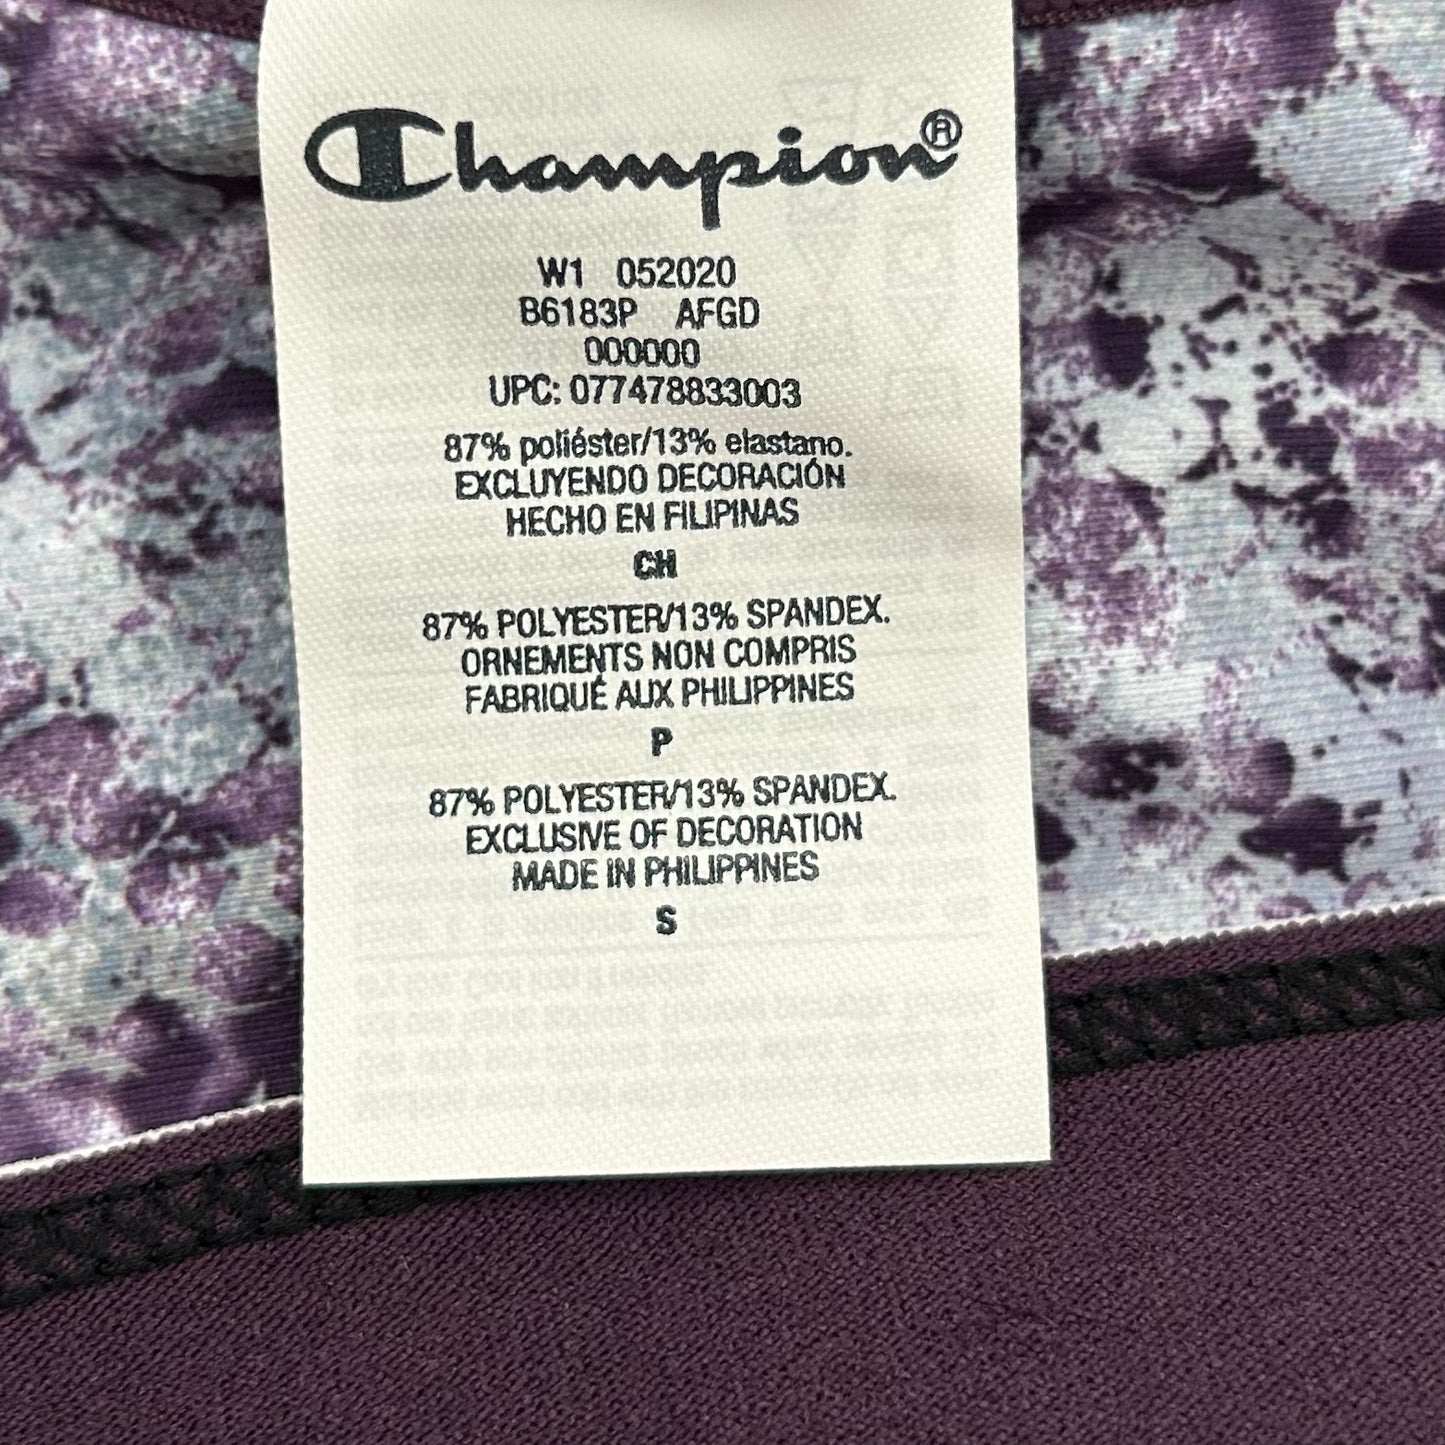 Champion®
W1 052020
B6183P AFGD
000000
UPC: 077478833003
87% poliéster/13% elastano.
EXCLUYENDO DECORACIÓN
HECHO EN FILIPINAS
CH
87% POLYESTER/13% SPANDEX.
ORNEMENTS NON COMPRIS
FABRIQUÉ AUX PHILIPPINES
P
87% POLYESTER/13% SPANDEX.
EXCLUSIVE OF DECORATION
MADE IN PHILIPPINES
S